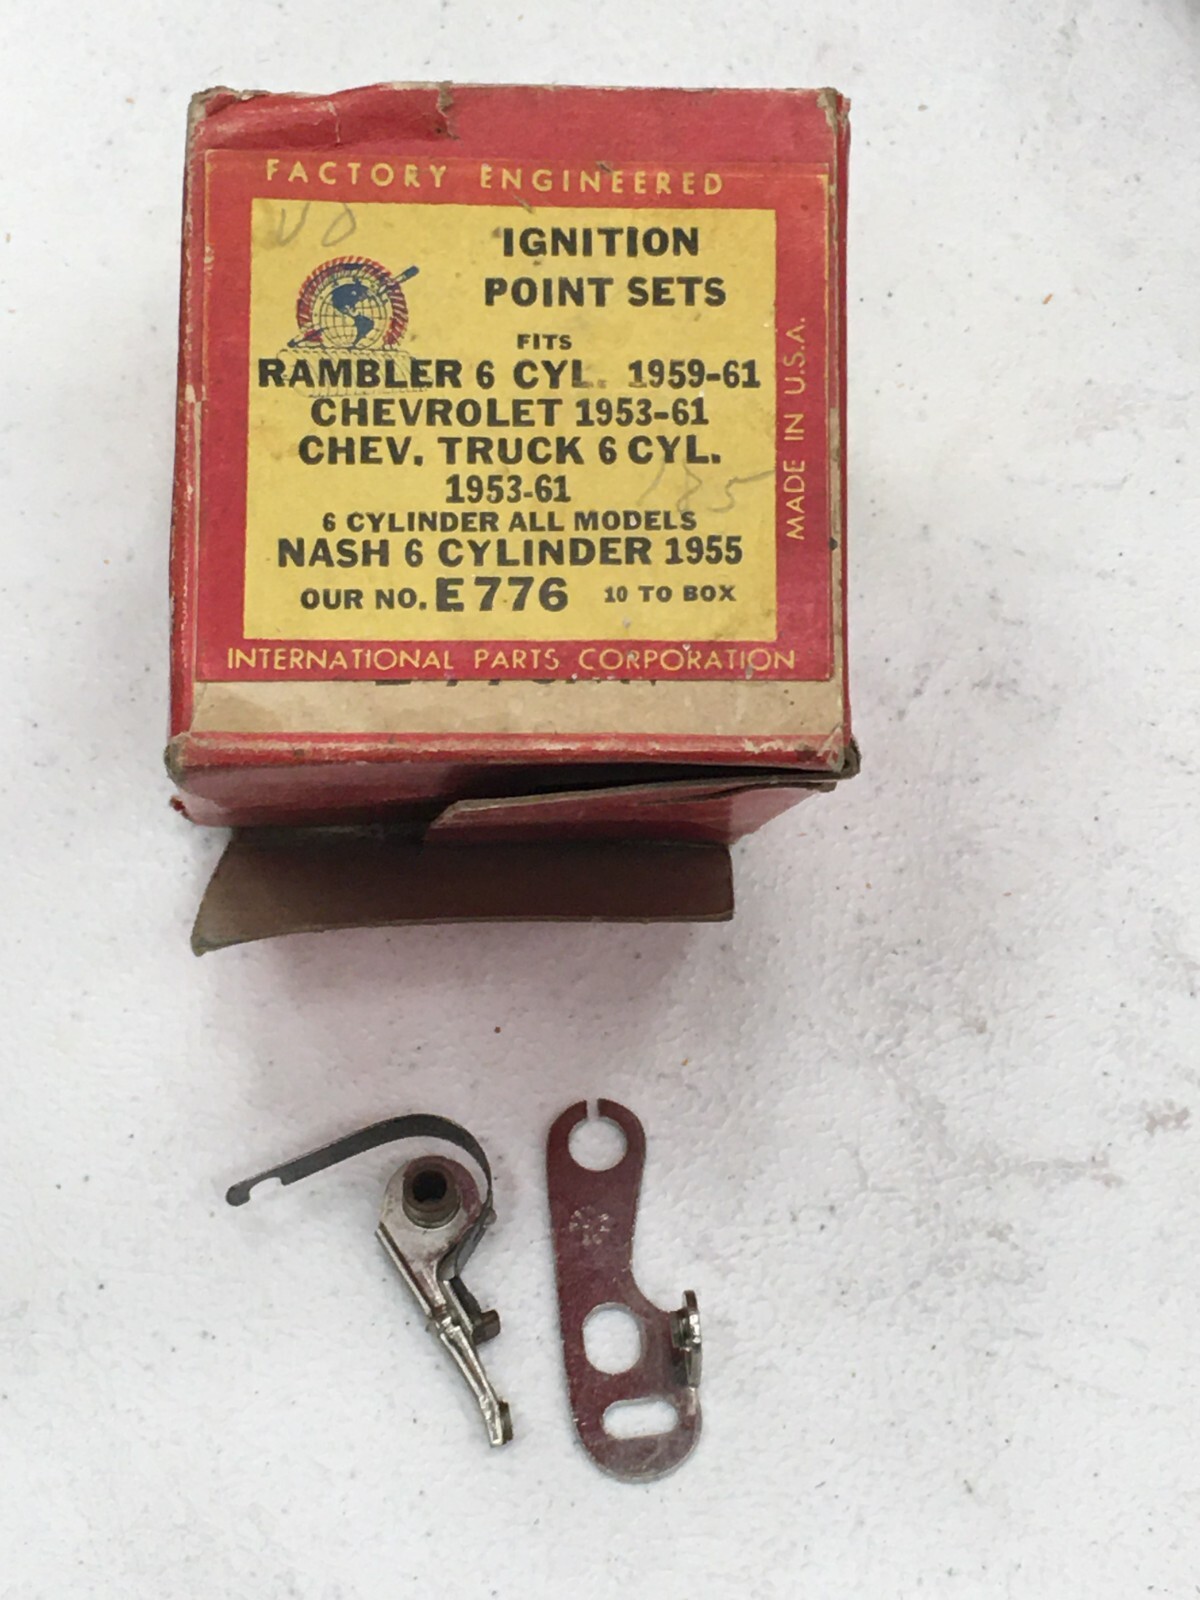 FACTORY ENGINEERED
VO
IGNITION
POINT SETS
FITS
RAMBLER 6 CYL. 1959-61
CHEVROLET 1953-61
CHEV. TRUCK 6 CYL.
1953-61
185
6 CYLINDER ALL MODELS
NASH 6 CYLINDER 1955
OUR NO. E776 10 TO BOX
MADE IN U.S.A.
INTERNATIONAL PARTS CORPORATION